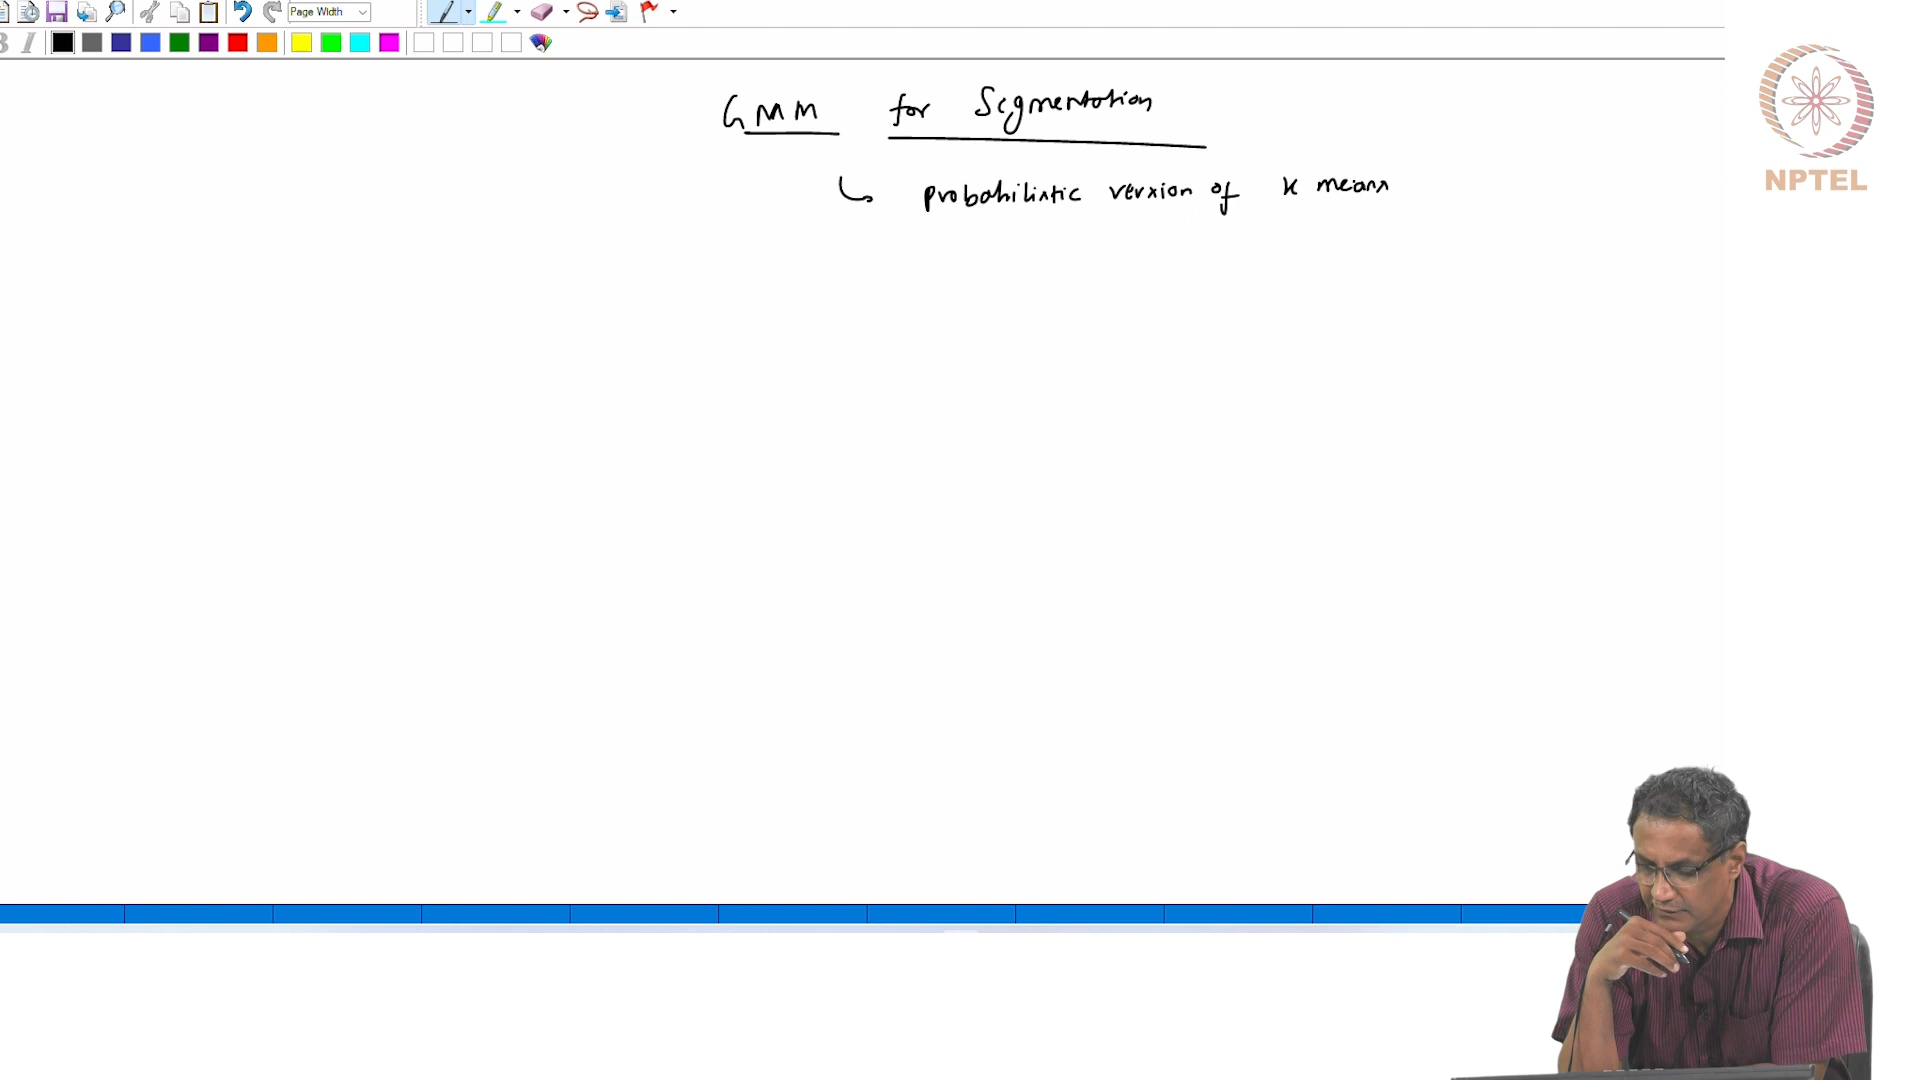 Page Width
B I
GMM for Segmentation
probabilistic version of K means
NPTEL